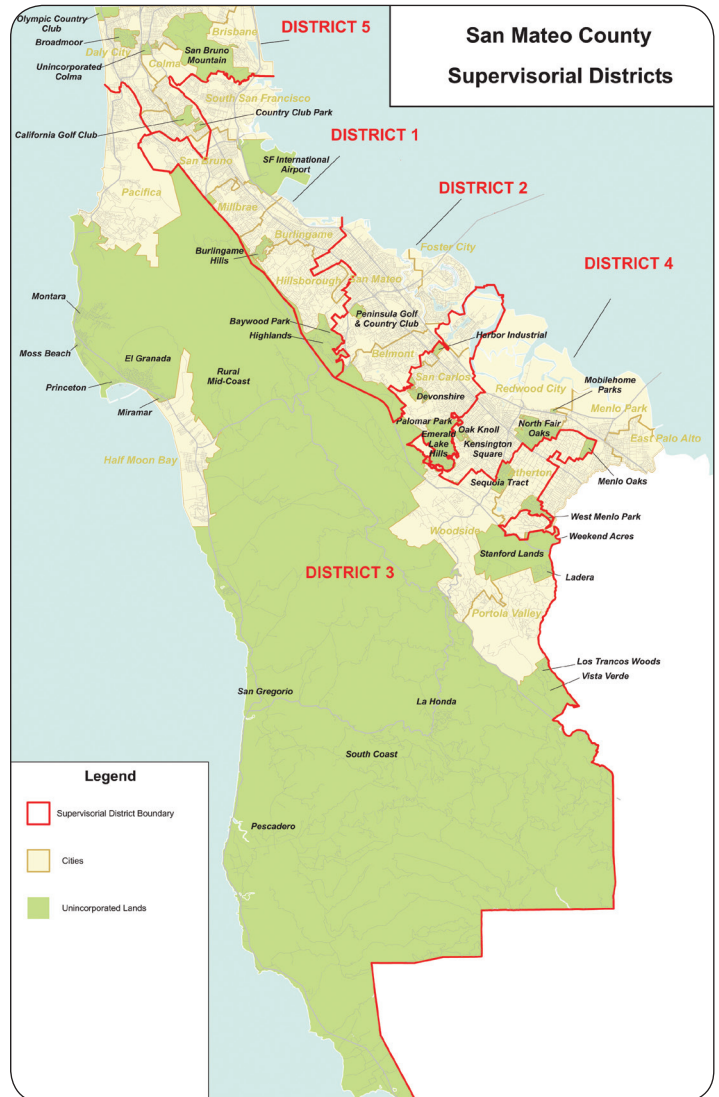 San Mateo County
Supervisorial Districts
Olympic Country
Club
Broadmoor
Daly City
Unincorporated
Colma
Colma
San Bruno
Mountain
Brisbane
DISTRICT 5
South San Francisco
Country Club Park
California Golf Club
San Bruno
SF International
Airport
DISTRICT 1
Pacifica
Millbrae
Burlingame
DISTRICT 2
Foster City
Burlingame
Hills
Hillsborough
San Mateo
DISTRICT 4
Montara
Baywood Park
Highlands
Peninsula Golf
& Country Club
Herbor Industrial
Moss Beach
El Granada
Rural
Mid-Coast
Belmont
San Carlos
Redwood City
Mobilehome
Parks
Princeton
Miramar
Devonshire
Menlo Park
Palomar Park
Emerald
Lake
Hills
Oak Knoll
Kensington
Square
North Fair
Oaks
East Palo Alto
Half Moon Bay
Sequoia Tract
Atherton
Menlo Oaks
West Menlo Park
Woodside
Weekend Acres
Stanford Lands
DISTRICT 3
Ladera
Portola Valley
Los Trancos Woods
Vista Verde
San Gregorio
La Honda
South Coast
Pescadero
Legend
Supervisorial District Boundary
Cities
Unincorporated Lands